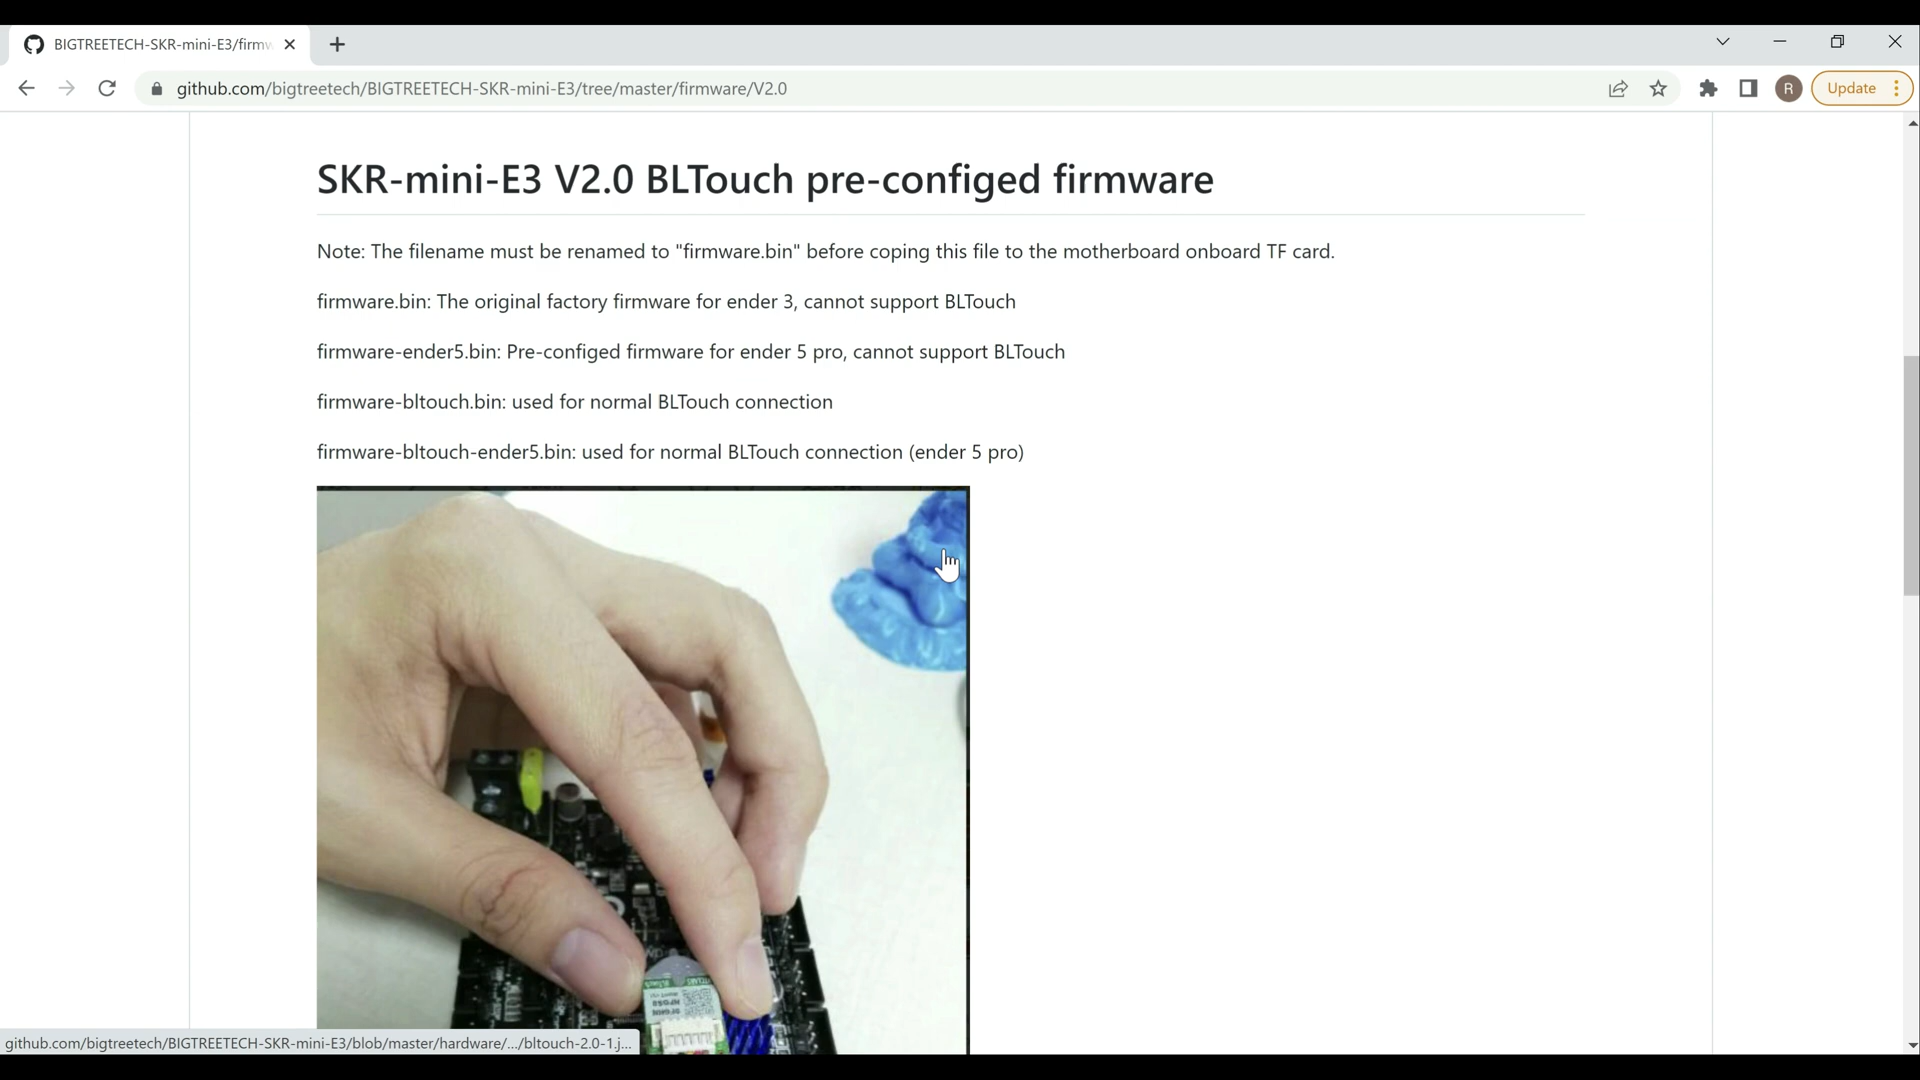 BIGTREETECH-SKR-mini-E3/firmw
github.com/bigtreetech/BIGTREETECH-SKR-mini-E3/tree/master/firmware/V2.0
R
Update
SKR-mini-E3 V2.0 BLTouch pre-configed firmware
Note: The filename must be renamed to "firmware.bin" before coping this file to the motherboard onboard TF card.
firmware.bin: The original factory firmware for ender 3, cannot support BLTouch
firmware-ender5.bin: Pre-configed firmware for ender 5 pro, cannot support BLTouch
firmware-bltouch.bin: used for normal BLTouch connection
firmware-bltouch-ender5.bin: used for normal BLTouch connection (ender 5 pro)
github.com/bigtreetech/BIGTREETECH-SKR-mini-E3/blob/master/hardware/.../bltouch-2.0-1.j...